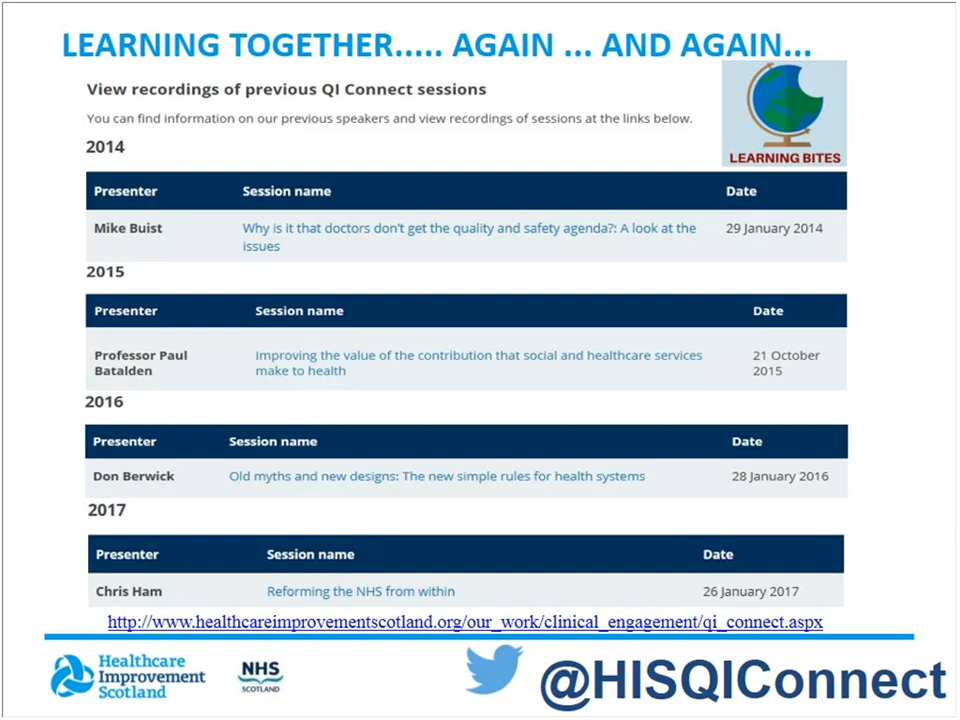 LEARNING TOGETHER..... AGAIN ... AND AGAIN...
View recordings of previous QI Connect sessions
You can find information on our previous speakers and view recordings of sessions at the links below.
LEARNING BITES
2014
Presenter Session name Date
Mike Buist Why is it that doctors don't get the quality and safety agenda?: A look at the 29 January 2014
issues
2015
Presenter Session name Date
Professor Paul Improving the value of the contribution that social and healthcare services 21 October
Batalden make to health 2015
2016
Presenter Session name Date
Don Berwick Old myths and new designs: The new simple rules for health systems 28 January 2016
2017
Presenter Session name Date
Chris Ham Reforming the NHS from within 26 January 2017
http://www.healthcareimprovementscotland.org/our_work/clinical_engagement/qi_connect.aspx
Healthcare
Improvement
Scotland
NHS
SCOTLAND
@HISQIConnect